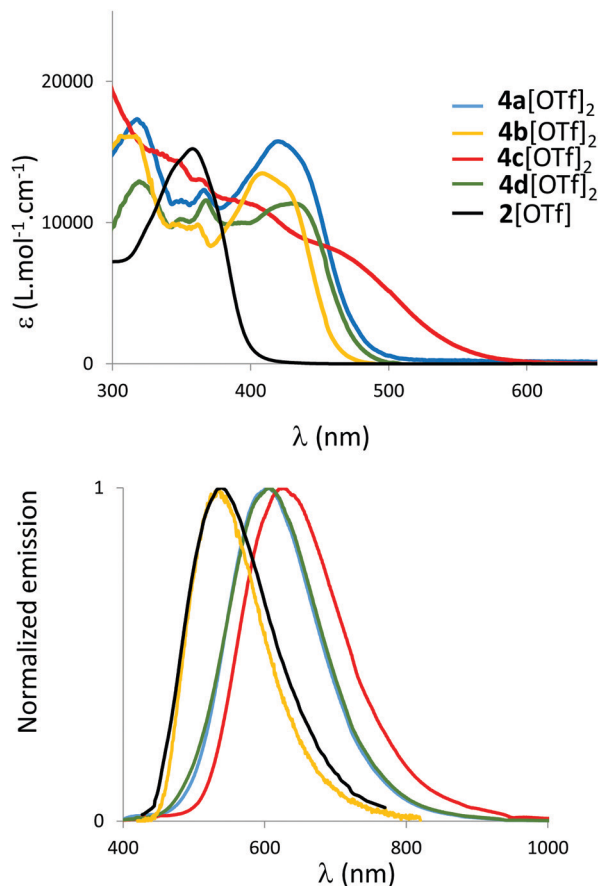 20000
10000
0
ε (L.mol⁻¹.cm⁻¹)
4a[OTf]₂
4b[OTf]₂
4c[OTf]₂
4d[OTf]₂
2[OTf]
300 400 500 600
λ (nm)
1
0
Normalized emission
400 600 800 1000
λ (nm)